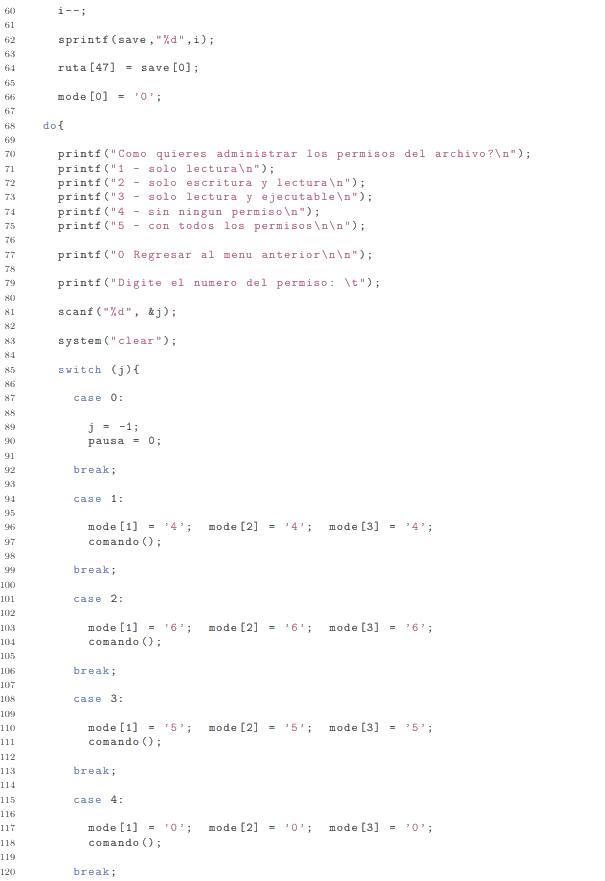 60 i--;
61
62 sprintf(save,"%d",i);
63
64 ruta[47] = save[0];
65
66 mode[0] = '0';
67
68 do{
69
70 printf("Como quieres administrar los permisos del archivo?\n");
71 printf("1 - solo lectura\n");
72 printf("2 - solo escritura y lectura\n");
73 printf("3 - solo lectura y ejecutable\n");
74 printf("4 - sin ningun permiso\n");
75 printf("5 - con todos los permisos\n\n");
76
77 printf("0 Regresar al menu anterior\n\n");
78
79 printf("Digite el numero del permiso: \t");
80
81 scanf("%d", &j);
82
83 system("clear");
84
85 switch (j){
86
87 case 0:
88
89 j = -1;
90 pausa = 0;
91
92 break;
93
94 case 1:
95
96 mode[1] = '4'; mode[2] = '4'; mode[3] = '4';
97 comando();
98
99 break;
100
101 case 2:
102
103 mode[1] = '6'; mode[2] = '6'; mode[3] = '6';
104 comando();
105
106 break;
107
108 case 3:
109
110 mode[1] = '5'; mode[2] = '5'; mode[3] = '5';
111 comando();
112
113 break;
114
115 case 4:
116
117 mode[1] = '0'; mode[2] = '0'; mode[3] = '0';
118 comando();
119
120 break;